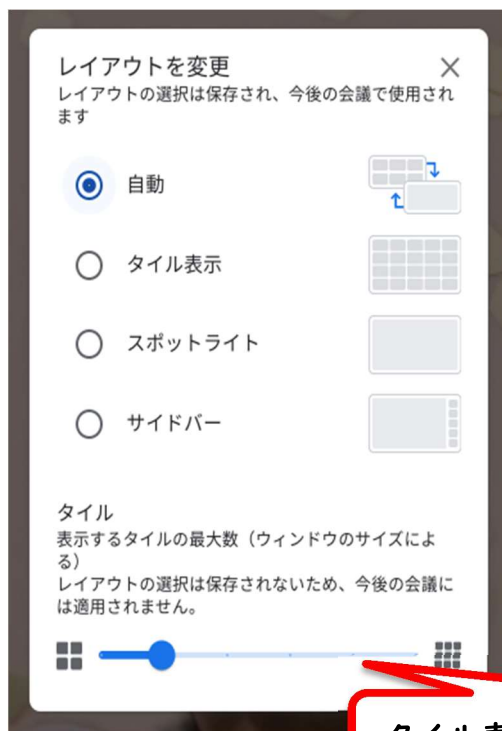 レイアウトを変更
レイアウトの選択は保存され、今後の会議で使用され
ます
自動
タイル表示
スポットライト
サイドバー
タイル
表示するタイルの最大数（ウィンドウのサイズによ
る）
レイアウトの選択は保存されないため、今後の会議に
は適用されません。
タイル表